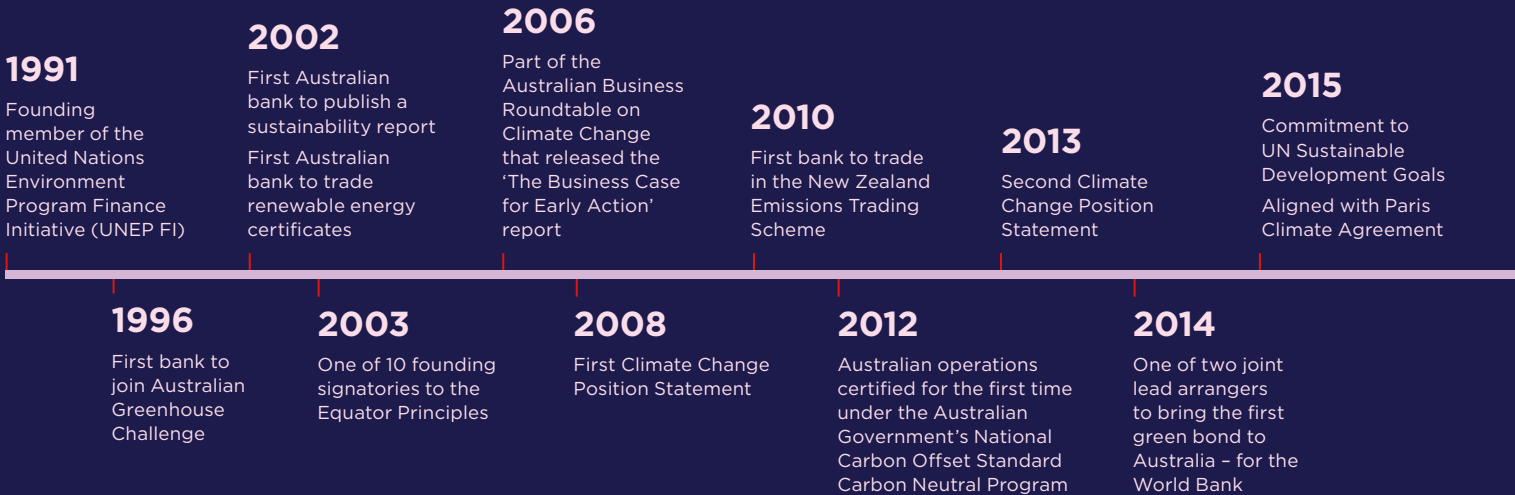 1991
Founding
member of the
United Nations
Environment
Program Finance
Initiative (UNEP FI)
1996
First bank to
join Australian
Greenhouse
Challenge
2002
First Australian
bank to publish a
sustainability report
First Australian
bank to trade
renewable energy
certificates
2003
One of 10 founding
signatories to the
Equator Principles
2006
Part of the
Australian Business
Roundtable on
Climate Change
that released the
‘The Business Case
for Early Action’
report
2008
First Climate Change
Position Statement
2010
First bank to trade
in the New Zealand
Emissions Trading
Scheme
2012
Australian operations
certified for the first time
under the Australian
Government’s National
Carbon Offset Standard
Carbon Neutral Program
2013
Second Climate
Change Position
Statement
2014
One of two joint
lead arrangers
to bring the first
green bond to
Australia – for the
World Bank
2015
Commitment to
UN Sustainable
Development Goals
Aligned with Paris
Climate Agreement